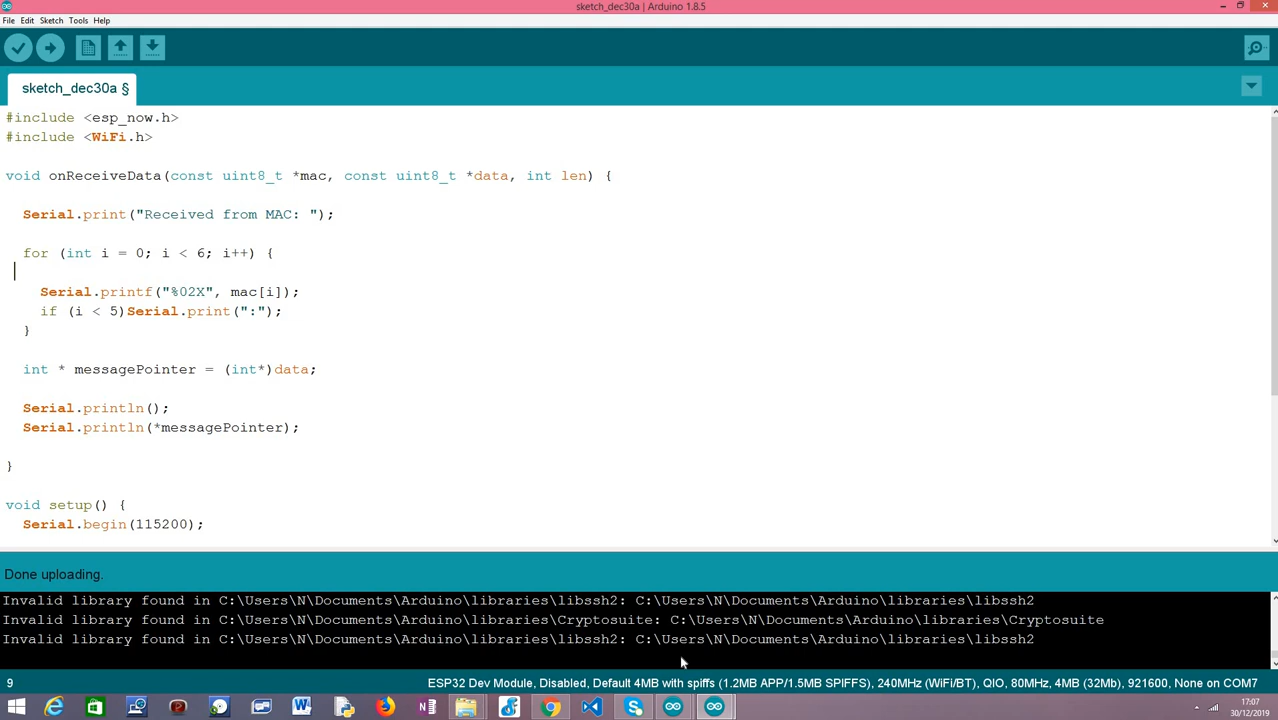 sketch_dec30a | Arduino 1.8.5
File Edit Sketch Tools Help
sketch_dec30a §
#include <esp_now.h>
#include <WiFi.h>
void onReceiveData(const uint8_t *mac, const uint8_t *data, int len) {
Serial.print("Received from MAC: ");
for (int i = 0; i < 6; i++) {
Serial.printf("%02X", mac[i]);
if (i < 5)Serial.print(":");
}
int * messagePointer = (int*)data;
Serial.println();
Serial.println(*messagePointer);
}
void setup() {
Serial.begin(115200);
Done uploading.
Invalid library found in C:\Users\N\Documents\Arduino\libraries\libssh2: C:\Users\N\Documents\Arduino\libraries\libssh2
Invalid library found in C:\Users\N\Documents\Arduino\libraries\Cryptosuite: C:\Users\N\Documents\Arduino\libraries\Cryptosuite
Invalid library found in C:\Users\N\Documents\Arduino\libraries\libssh2: C:\Users\N\Documents\Arduino\libraries\libssh2
9 ESP32 Dev Module, Disabled, Default 4MB with spiffs (1.2MB APP/1.5MB SPIFFS), 240MHz (WiFi/BT), QIO, 80MHz, 4MB (32Mb), 921600, None on COM7
17:07
30/12/2019